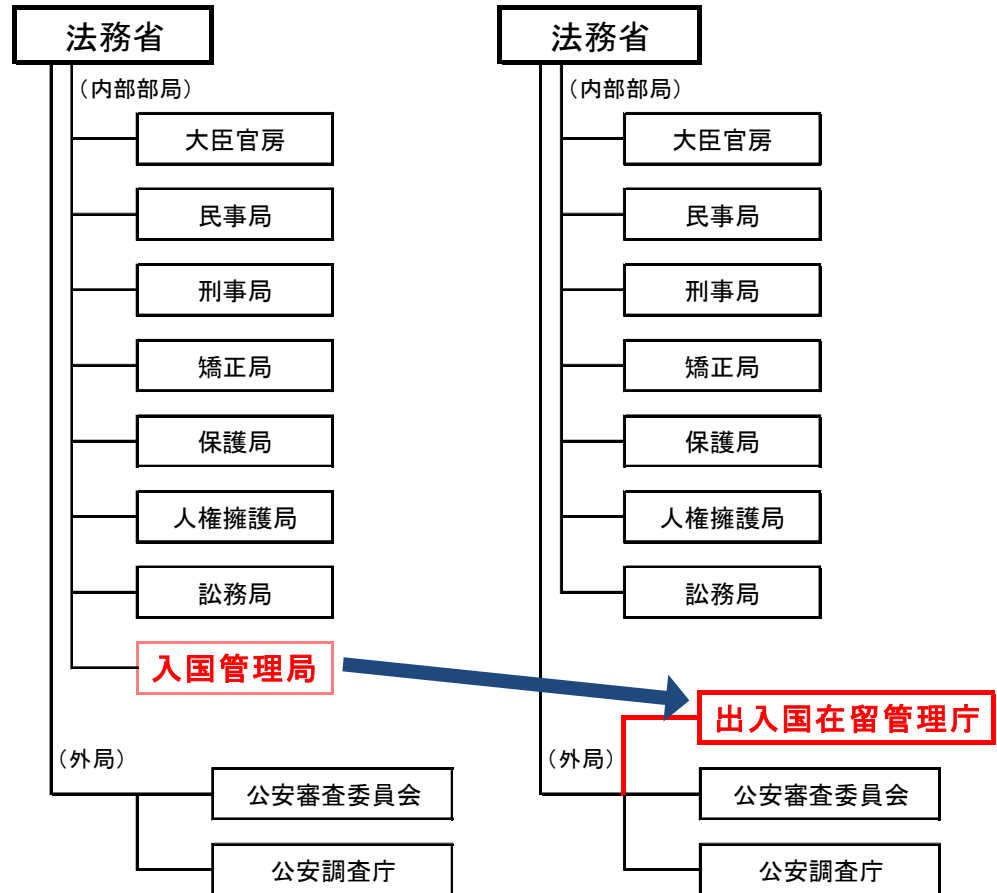 法務省
（内部部局）
大臣官房
民事局
刑事局
矯正局
保護局
人権擁護局
訟務局
入国管理局
（外局）
公安審査委員会
公安調査庁
法務省
（内部部局）
大臣官房
民事局
刑事局
矯正局
保護局
人権擁護局
訟務局
出入国在留管理庁
（外局）
公安審査委員会
公安調査庁